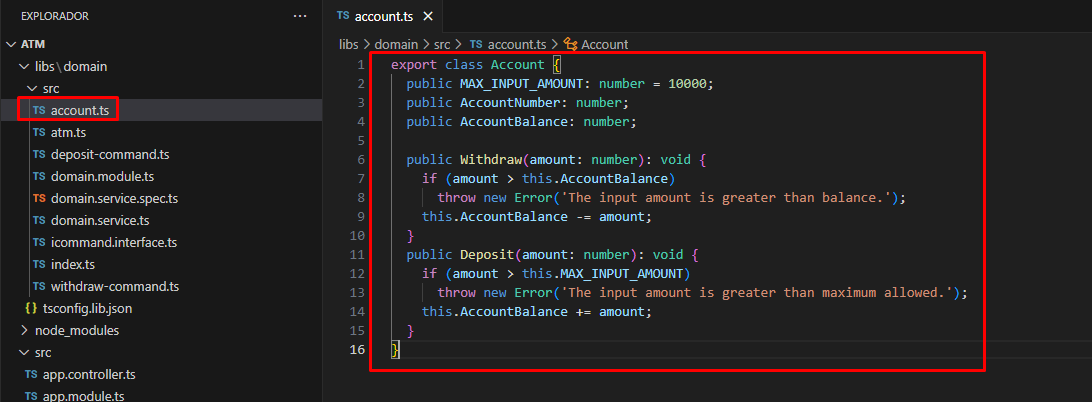 EXPLORADOR
ATM
libs\domain
src
TS account.ts
TS atm.ts
TS deposit-command.ts
TS domain.module.ts
TS domain.service.spec.ts
TS domain.service.ts
TS icommand.interface.ts
TS index.ts
TS withdraw-command.ts
{} tsconfig.lib.json
node_modules
src
TS app.controller.ts
TS app.module.ts
TS account.ts
libs > domain > src > TS account.ts > Account
1 export class Account {
2 public MAX_INPUT_AMOUNT: number = 10000;
3 public AccountNumber: number;
4 public AccountBalance: number;
5
6 public Withdraw(amount: number): void {
7 if (amount > this.AccountBalance)
8 throw new Error('The input amount is greater than balance.');
9 this.AccountBalance -= amount;
10 }
11 public Deposit(amount: number): void {
12 if (amount > this.MAX_INPUT_AMOUNT)
13 throw new Error('The input amount is greater than maximum allowed.');
14 this.AccountBalance += amount;
15 }
16 }